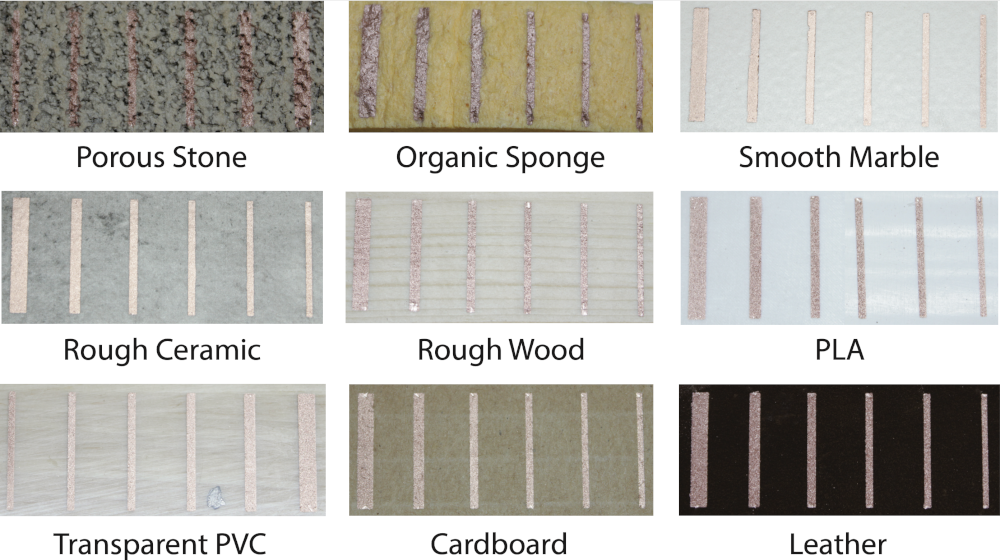 Porous Stone
Organic Sponge
Smooth Marble
Rough Ceramic
Rough Wood
PLA
Transparent PVC
Cardboard
Leather